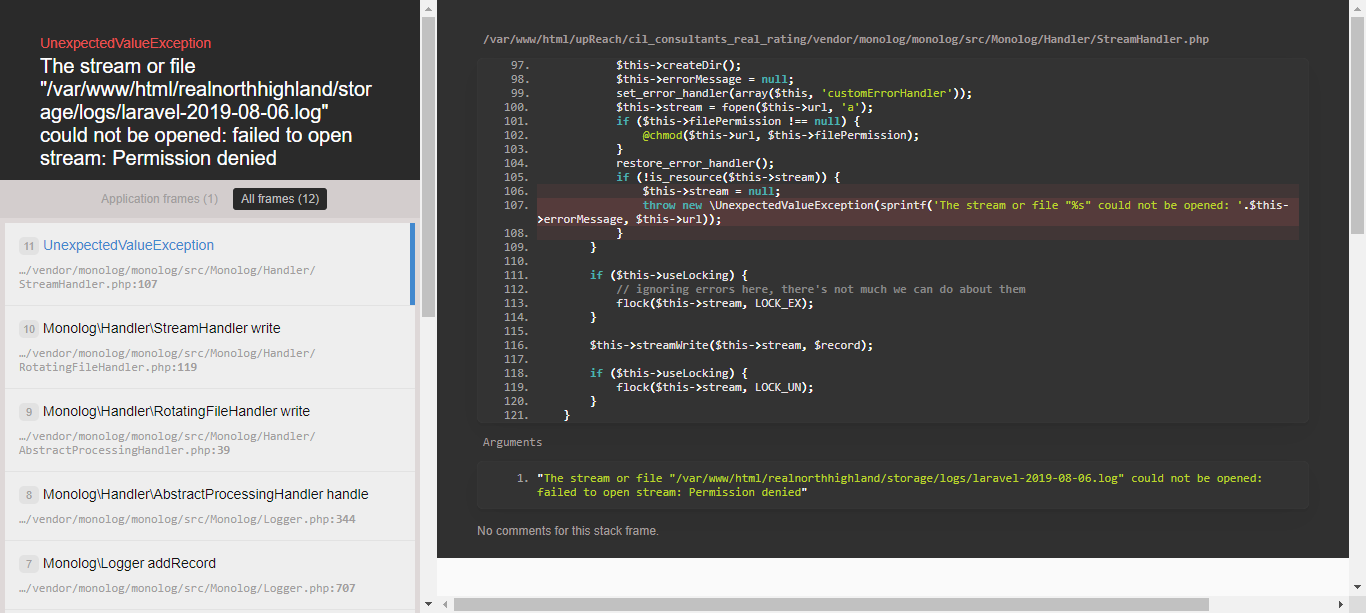 UnexpectedValueException
The stream or file
"/var/www/html/realnorthhighland/stor
age/logs/laravel-2019-08-06.log"
could not be opened: failed to open
stream: Permission denied
Application frames (1) All frames (12)
11 UnexpectedValueException
…/vendor/monolog/monolog/src/Monolog/Handler/
StreamHandler.php:107
10 Monolog\Handler\StreamHandler write
…/vendor/monolog/monolog/src/Monolog/Handler/
RotatingFileHandler.php:119
9 Monolog\Handler\RotatingFileHandler write
…/vendor/monolog/monolog/src/Monolog/Handler/
AbstractProcessingHandler.php:39
8 Monolog\Handler\AbstractProcessingHandler handle
…/vendor/monolog/monolog/src/Monolog/Logger.php:344
7 Monolog\Logger addRecord
…/vendor/monolog/monolog/src/Monolog/Logger.php:707
/var/www/html/upReach/cil_consultants_real_rating/vendor/monolog/monolog/src/Monolog/Handler/StreamHandler.php
97. $this->createDir();
98. $this->errorMessage = null;
99. set_error_handler(array($this, 'customErrorHandler'));
100. $this->stream = fopen($this->url, 'a');
101. if ($this->filePermission !== null) {
102. @chmod($this->url, $this->filePermission);
103. }
104. restore_error_handler();
105. if (!is_resource($this->stream)) {
106. $this->stream = null;
107. throw new \UnexpectedValueException(sprintf('The stream or file "%s" could not be opened: '.$this-
>errorMessage, $this->url));
108. }
109. }
110.
111. if ($this->useLocking) {
112. // ignoring errors here, there's not much we can do about them
113. flock($this->stream, LOCK_EX);
114. }
115.
116. $this->streamWrite($this->stream, $record);
117.
118. if ($this->useLocking) {
119. flock($this->stream, LOCK_UN);
120. }
121. }
Arguments
1. "The stream or file "/var/www/html/realnorthhighland/storage/logs/laravel-2019-08-06.log" could not be opened:
failed to open stream: Permission denied"
No comments for this stack frame.